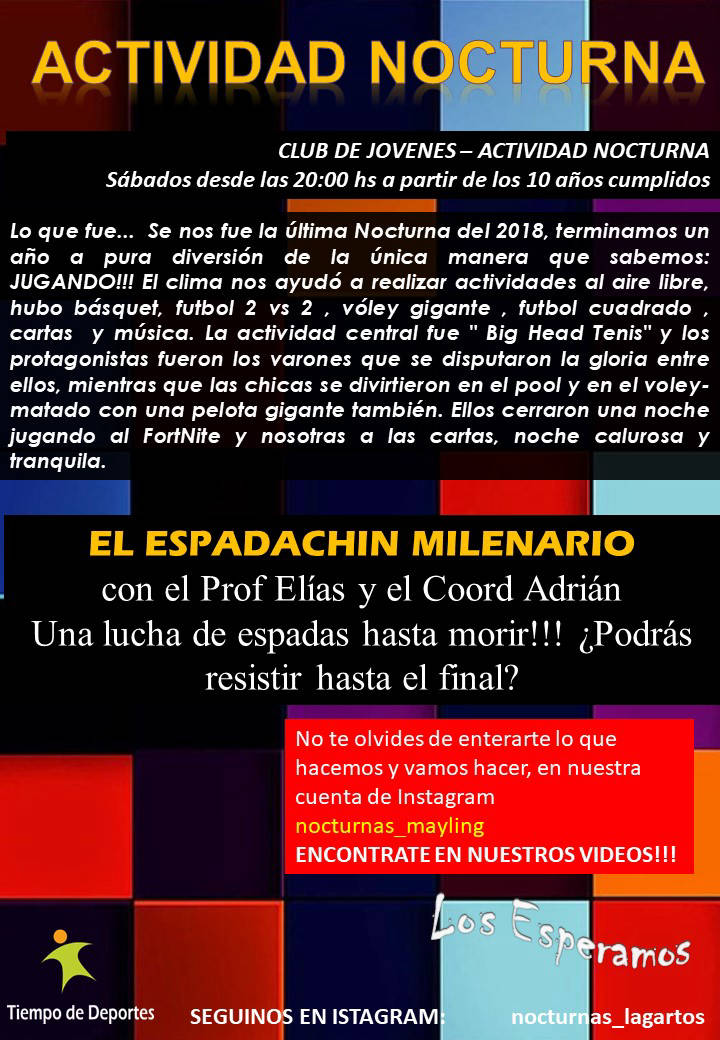 ACTIVIDAD NOCTURNA
CLUB DE JOVENES – ACTIVIDAD NOCTURNA
Sábados desde las 20:00 hs a partir de los 10 años cumplidos
Lo que fue... Se nos fue la última Nocturna del 2018, terminamos un
año a pura diversión de la única manera que sabemos:
JUGANDO!!! El clima nos ayudó a realizar actividades al aire libre,
hubo básquet, futbol 2 vs 2 , vóley gigante , futbol cuadrado ,
cartas y música. La actividad central fue " Big Head Tenis" y los
protagonistas fueron los varones que se disputaron la gloria entre
ellos, mientras que las chicas se divirtieron en el pool y en el voley-
matado con una pelota gigante también. Ellos cerraron una noche
jugando al FortNite y nosotras a las cartas, noche calurosa y
tranquila.
EL ESPADACHIN MILENARIO
con el Prof Elías y el Coord Adrián
Una lucha de espadas hasta morir!!! ¿Podrás
resistir hasta el final?
No te olvides de enterarte lo que
hacemos y vamos hacer, en nuestra
cuenta de Instagram
nocturnas_mayling
ENCONTRATE EN NUESTROS VIDEOS!!!
Los Esperamos
Tiempo de Deportes
SEGUINOS EN ISTAGRAM: nocturnas_lagartos